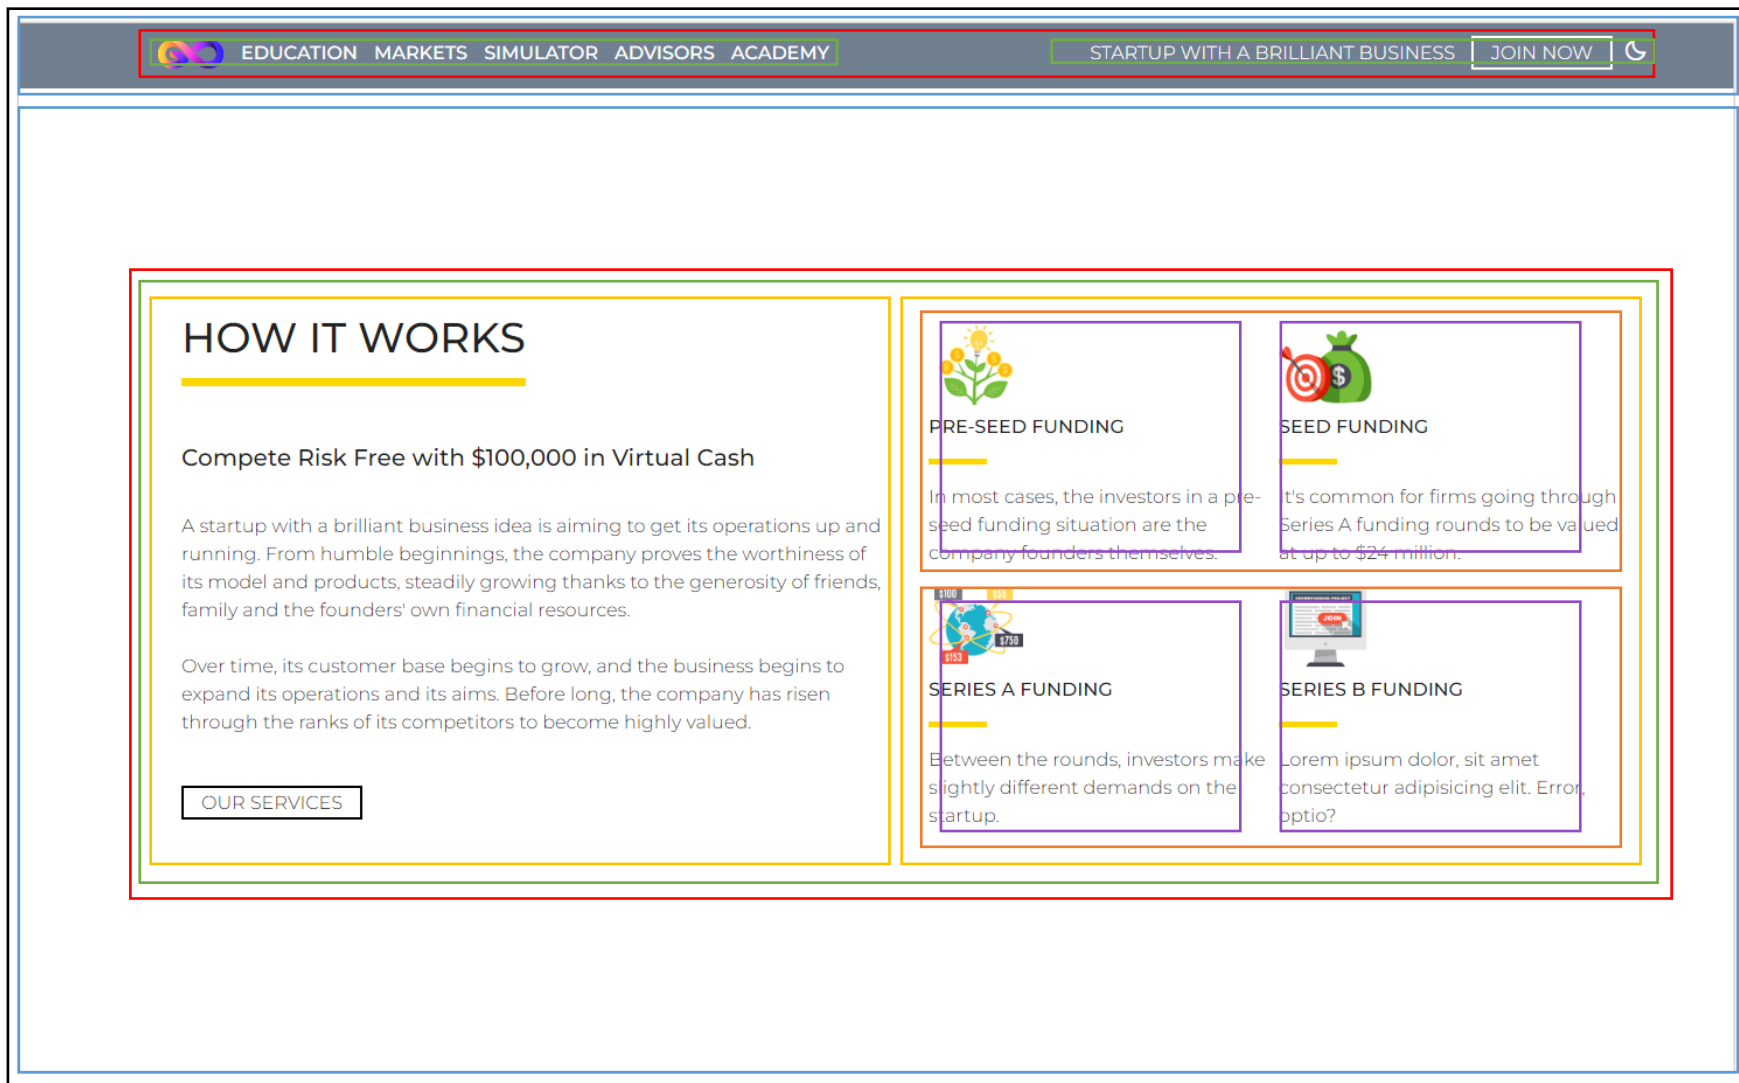 EDUCATION MARKETS SIMULATOR ADVISORS ACADEMY
STARTUP WITH A BRILLIANT BUSINESS JOIN NOW
HOW IT WORKS
Compete Risk Free with $100,000 in Virtual Cash
A startup with a brilliant business idea is aiming to get its operations up and
running. From humble beginnings, the company proves the worthiness of
its model and products, steadily growing thanks to the generosity of friends,
family and the founders' own financial resources.
Over time, its customer base begins to grow, and the business begins to
expand its operations and its aims. Before long, the company has risen
through the ranks of its competitors to become highly valued.
OUR SERVICES
PRE-SEED FUNDING
In most cases, the investors in a pre-
seed funding situation are the
company founders themselves.
$
SEED FUNDING
It's common for firms going through
Series A funding rounds to be valued
at up to $24 million.
$100 $55
$750
$153
SERIES A FUNDING
Between the rounds, investors make
slightly different demands on the
startup.
CROWDFUNDING PROJECT
JOIN
SERIES B FUNDING
Lorem ipsum dolor, sit amet
consectetur adipisicing elit. Error,
optio?